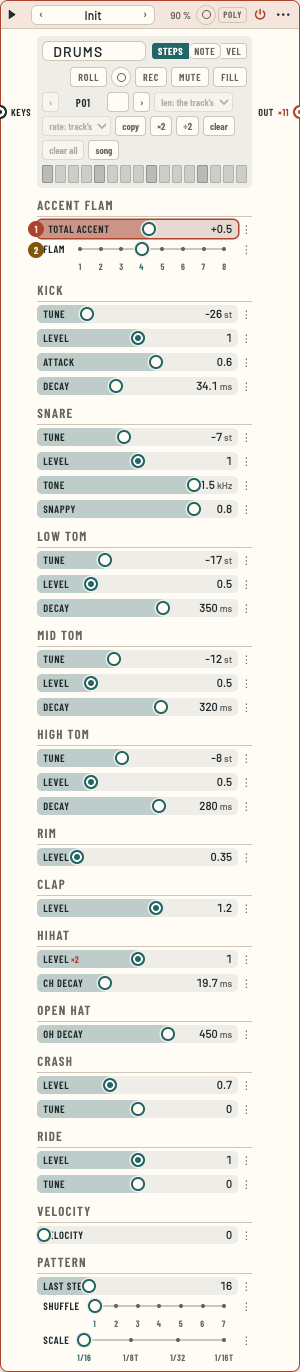 ‹ Init › 90 % POLY
DRUMS STEPS NOTE VEL
ROLL REC MUTE FILL
KEYS ‹ P01 › len: the track's OUT ×11
rate: track's copy ×2 ÷2 clear
clear all song
ACCENT FLAM
1 TOTAL ACCENT +0.5
2 FLAM
1 2 3 4 5 6 7 8
KICK
TUNE -26 st
LEVEL 1
ATTACK 0.6
DECAY 34.1 ms
SNARE
TUNE -7 st
LEVEL 1
TONE 1.5 kHz
SNAPPY 0.8
LOW TOM
TUNE -17 st
LEVEL 0.5
DECAY 350 ms
MID TOM
TUNE -12 st
LEVEL 0.5
DECAY 320 ms
HIGH TOM
TUNE -8 st
LEVEL 0.5
DECAY 280 ms
RIM
LEVEL 0.35
CLAP
LEVEL 1.2
HIHAT
LEVEL ×2 1
CH DECAY 19.7 ms
OPEN HAT
OH DECAY 450 ms
CRASH
LEVEL 0.7
TUNE 0
RIDE
LEVEL 1
TUNE 0
VELOCITY
LOCITY 0
PATTERN
LAST STE 16
SHUFFLE
1 2 3 4 5 6 7
SCALE
1/16 1/8T 1/32 1/16T